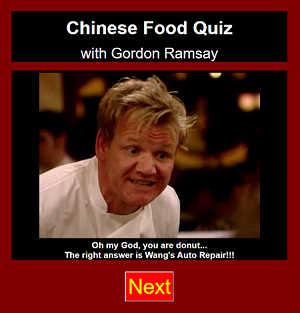 Chinese Food Quiz
with Gordon Ramsay
Oh my God, you are donut...
The right answer is Wang's Auto Repair!!!
Next